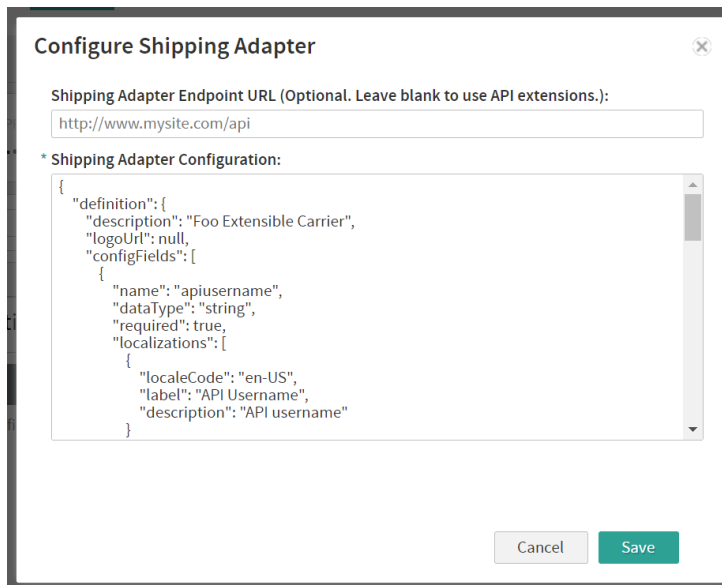 Configure Shipping Adapter
Shipping Adapter Endpoint URL (Optional. Leave blank to use API extensions.):
http://www.mysite.com/api
* Shipping Adapter Configuration:
{
"definition": {
"description": "Foo Extensible Carrier",
"logoUrl": null,
"configFields": [
{
"name": "apiusername",
"dataType": "string",
"required": true,
"localizations": [
{
"localeCode": "en-US",
"label": "API Username",
"description": "API username"
}
Cancel
Save